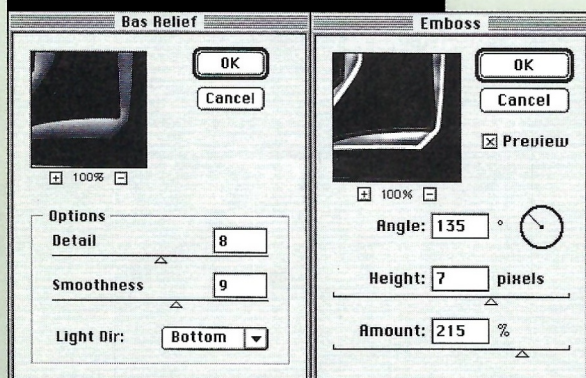 Bas Relief
OK
Cancel
+ 100% -
Options
Detail 8
Smoothness 9
Light Dir: Bottom
Emboss
OK
Cancel
Preview
+ 100% -
Angle: 135 °
Height: 7 pixels
Amount: 215 %